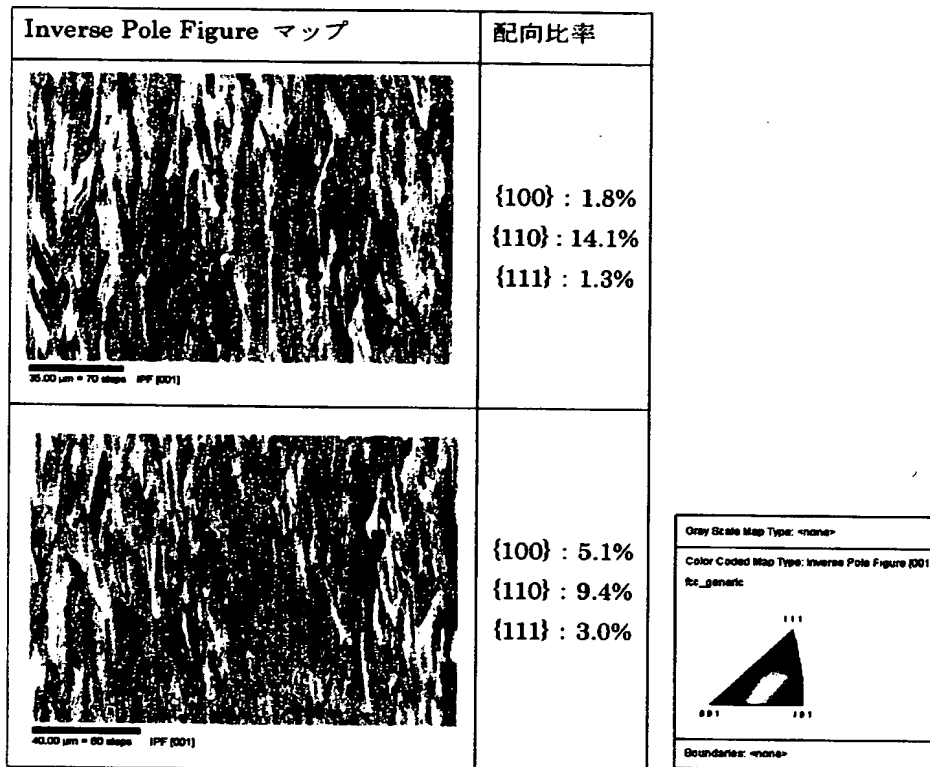 Inverse Pole Figure マップ
配向比率
{100} : 1.8%
{110} : 14.1%
{111} : 1.3%
35.00 μm = 70 steps IPF [001]
{100} : 5.1%
{110} : 9.4%
{111} : 3.0%
40.00 μm = 80 steps IPF [001]
Gray Scale Map Type: <none>
Color Coded Map Type: Inverse Pole Figure [001
fcc_generic
111
001 101
Boundaries: <none>